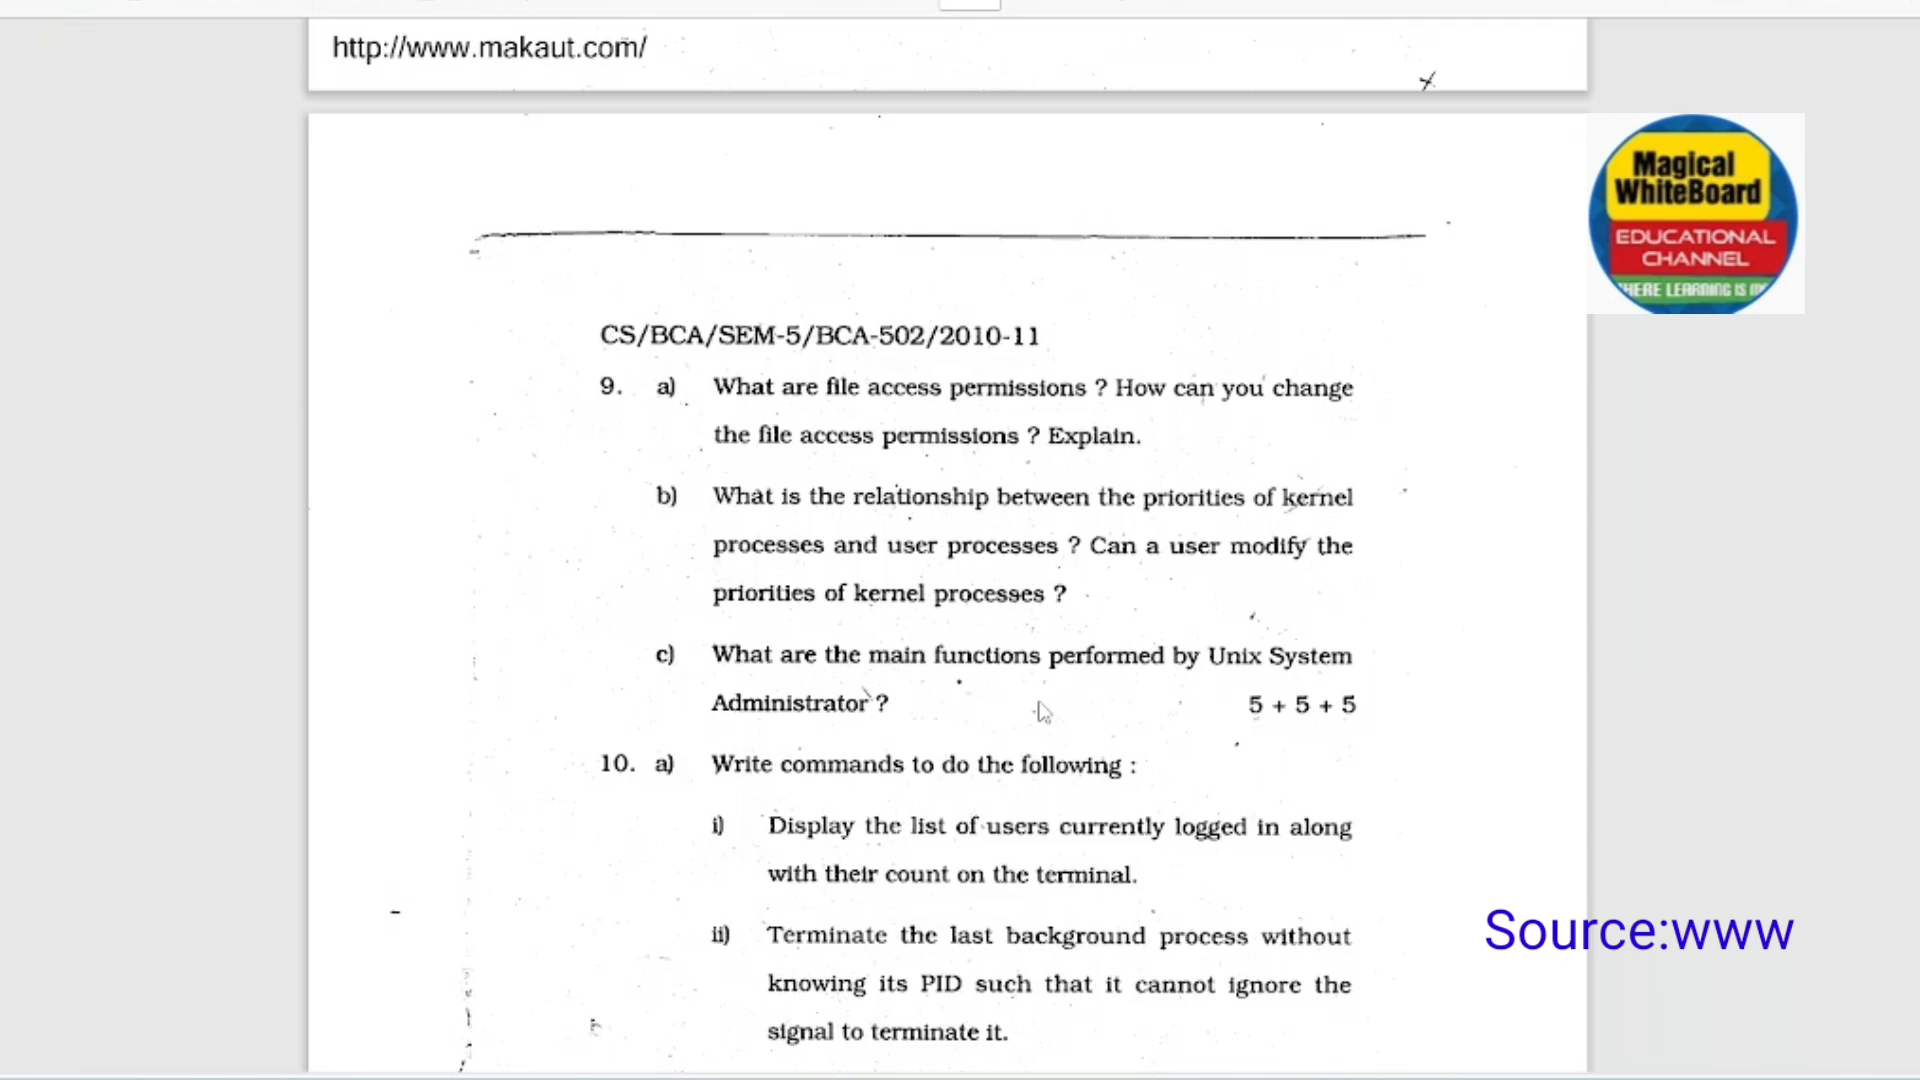 http://www.makaut.com/
Magical
WhiteBoard
EDUCATIONAL
CHANNEL
HERE LEARNING IS
CS/BCA/SEM-5/BCA-502/2010-11
9. a) What are file access permissions ? How can you change
the file access permissions ? Explain.
b) What is the relationship between the priorities of kernel
processes and user processes ? Can a user modify the
priorities of kernel processes ?
c) What are the main functions performed by Unix System
Administrator ? 5 + 5 + 5
10. a) Write commands to do the following :
i) Display the list of users currently logged in along
with their count on the terminal.
ii) Terminate the last background process without
knowing its PID such that it cannot ignore the
signal to terminate it.
Source:www